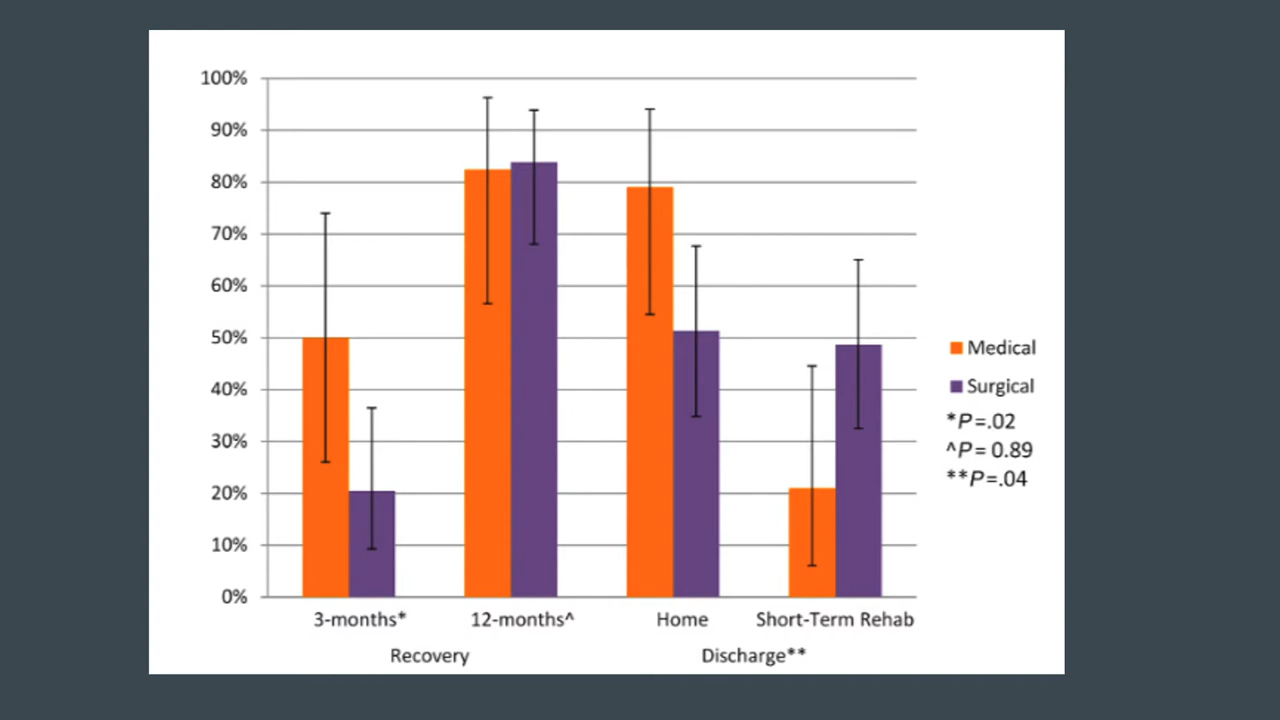 100%
90%
80%
70%
60%
50%
40%
30%
20%
10%
0%
3-months*
12-months^
Home
Short-Term Rehab
Recovery
Discharge**
Medical
Surgical
*P=.02
^P= 0.89
**P=.04